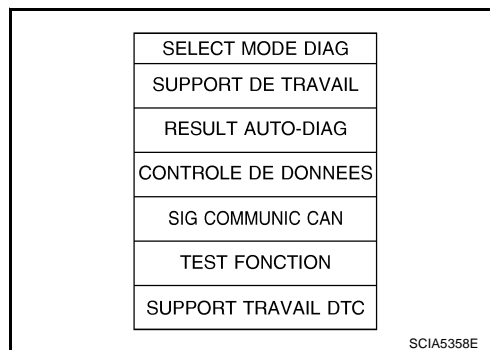 SELECT MODE DIAG
SUPPORT DE TRAVAIL
RESULT AUTO-DIAG
CONTROLE DE DONNEES
SIG COMMUNIC CAN
TEST FONCTION
SUPPORT TRAVAIL DTC
SCIA5358E